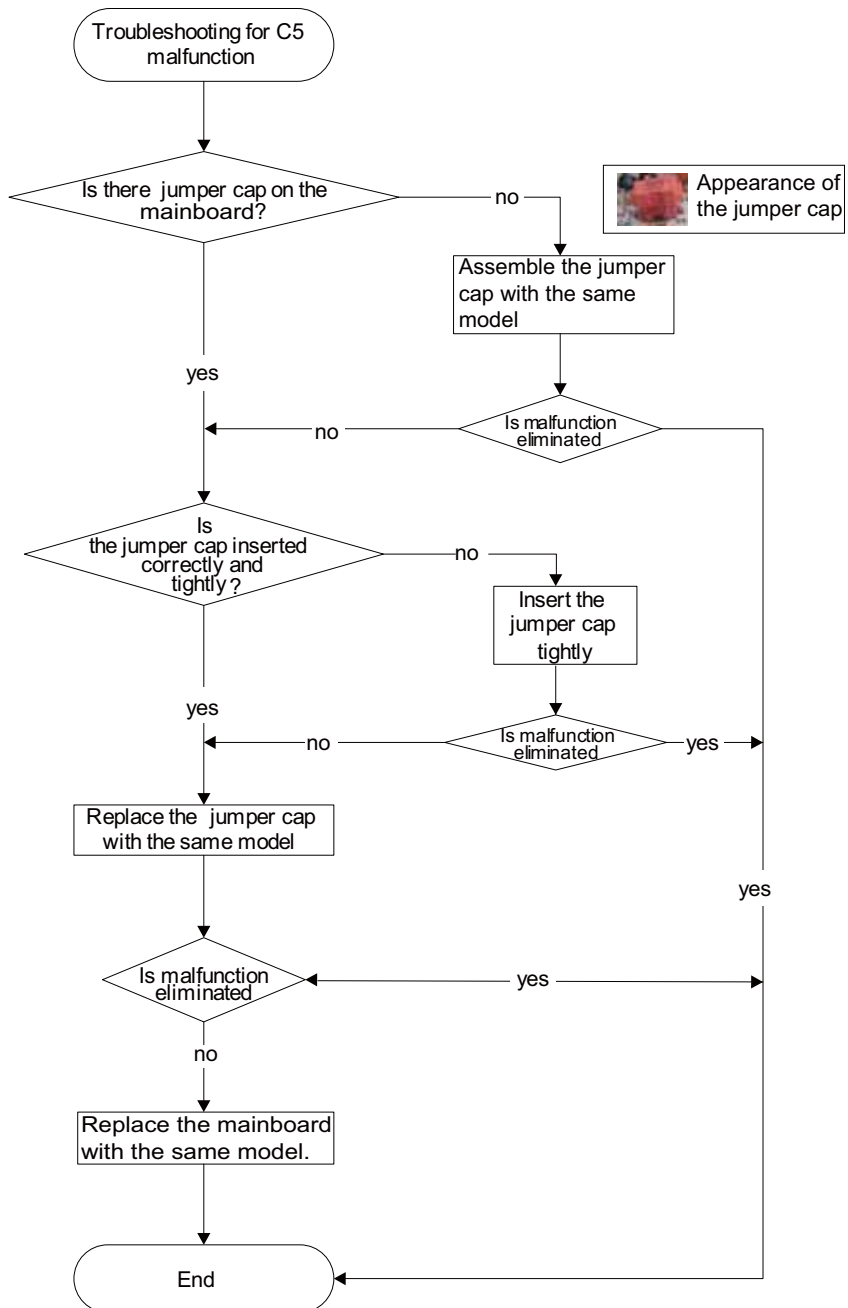 Troubleshooting for C5
malfunction
Is there jumper cap on the
mainboard?
no
Appearance of
the jumper cap
Assemble the jumper
cap with the same
model
yes
Is malfunction
eliminated
no
Is
the jumper cap inserted
correctly and
tightly?
no
Insert the
jumper cap
tightly
yes
Is malfunction
eliminated
no
yes
Replace the jumper cap
with the same model
yes
Is malfunction
eliminated
yes
no
Replace the mainboard
with the same model.
End